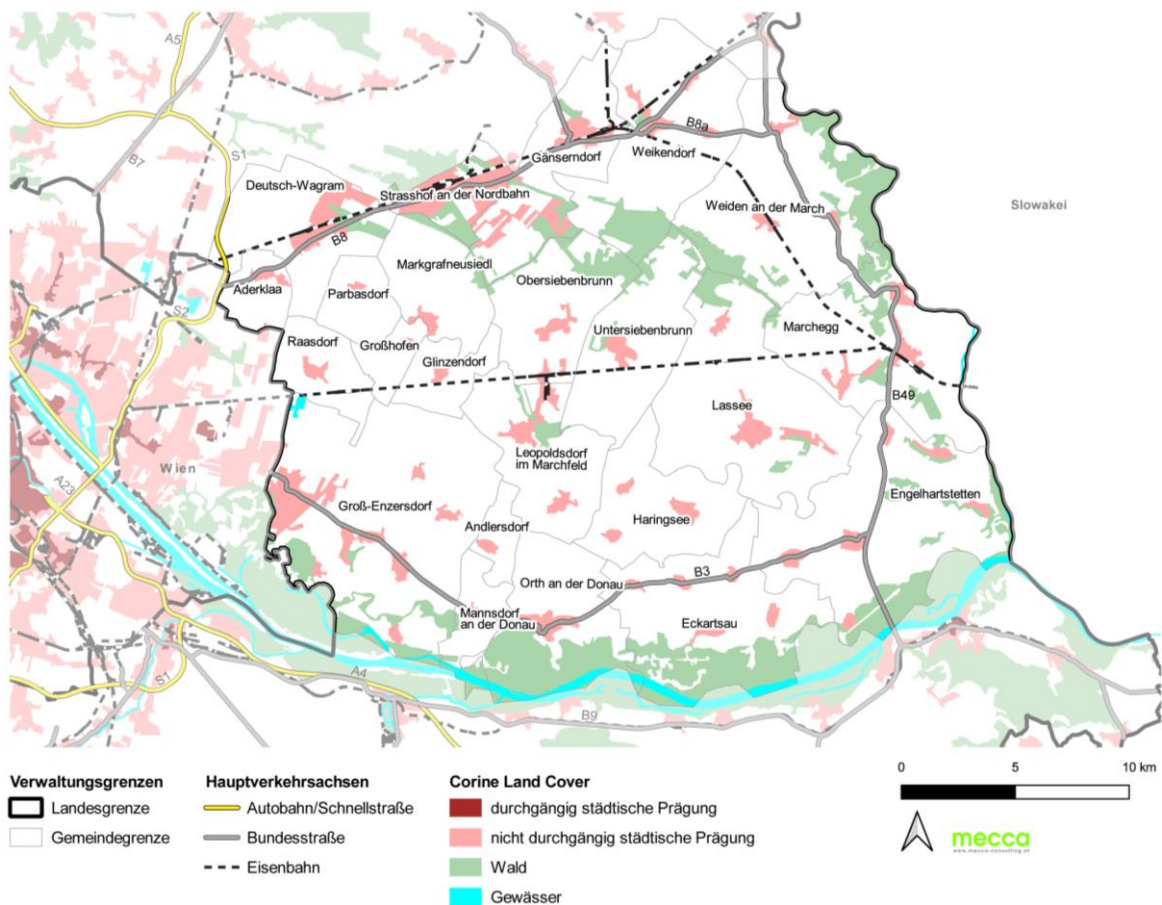 A5
B7
S1
B8a
Gänserndorf
Weikendorf
Deutsch-Wagram
Strasshof an der Nordbahn
Slowakei
Weiden an der March
B8
Markgrafneusiedl
Obersiebenbrunn
Aderklaa
Parbasdorf
S2
Untersiebenbrunn
Marchegg
Raasdorf
Großhofen
Glinzendorf
B49
Lassee
Leopoldsdorf
im Marchfeld
Wien
A23
Engelhartstetten
Groß-Enzersdorf
Andlersdorf
Haringsee
Orth an der Donau
B3
Mannsdorf
an der Donau
Eckartsau
S1
A4
B9
Verwaltungsgrenzen
Landesgrenze
Gemeindegrenze
Hauptverkehrsachsen
Autobahn/Schnellstraße
Bundesstraße
Eisenbahn
Corine Land Cover
durchgängig städtische Prägung
nicht durchgängig städtische Prägung
Wald
Gewässer
0 5 10 km
mecca
www.mecca-consulting.at